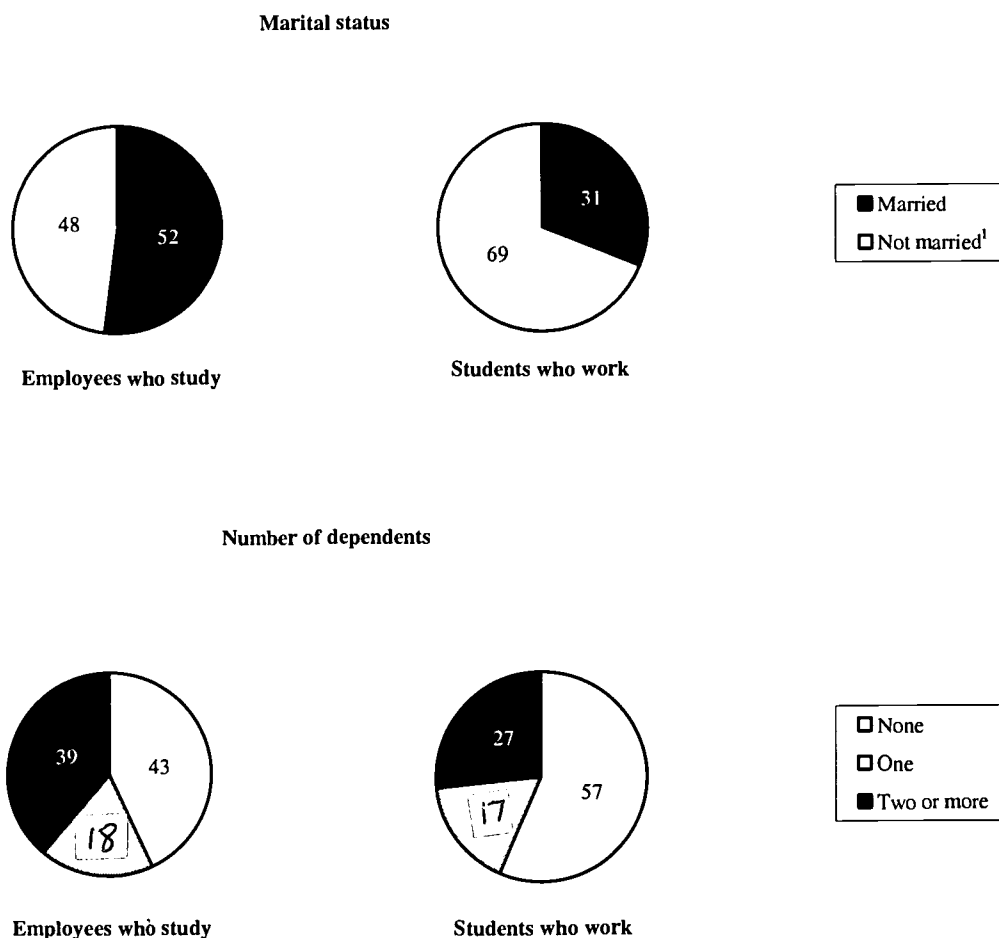 Marital status
48
52
31
69
Married
Not married¹
Employees who study
Students who work
Number of dependents
39
43
18
27
57
17
None
One
Two or more
Employees who study
Students who work